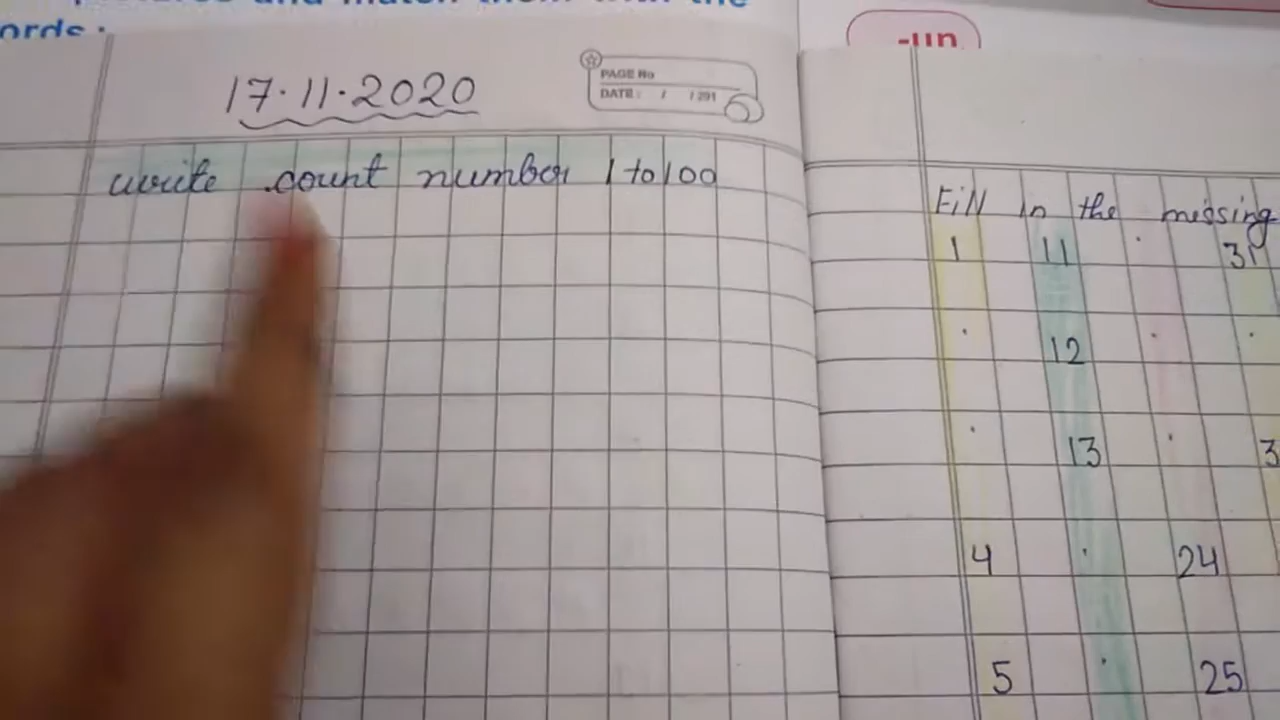 ords :
17.11.2020
PAGE No
DATE : / / 201
write count number 1 to 100
-un
Fill in the missing
1 11 . 31
. 12 . .
. 13 . 3
4 . 24
5 . 25